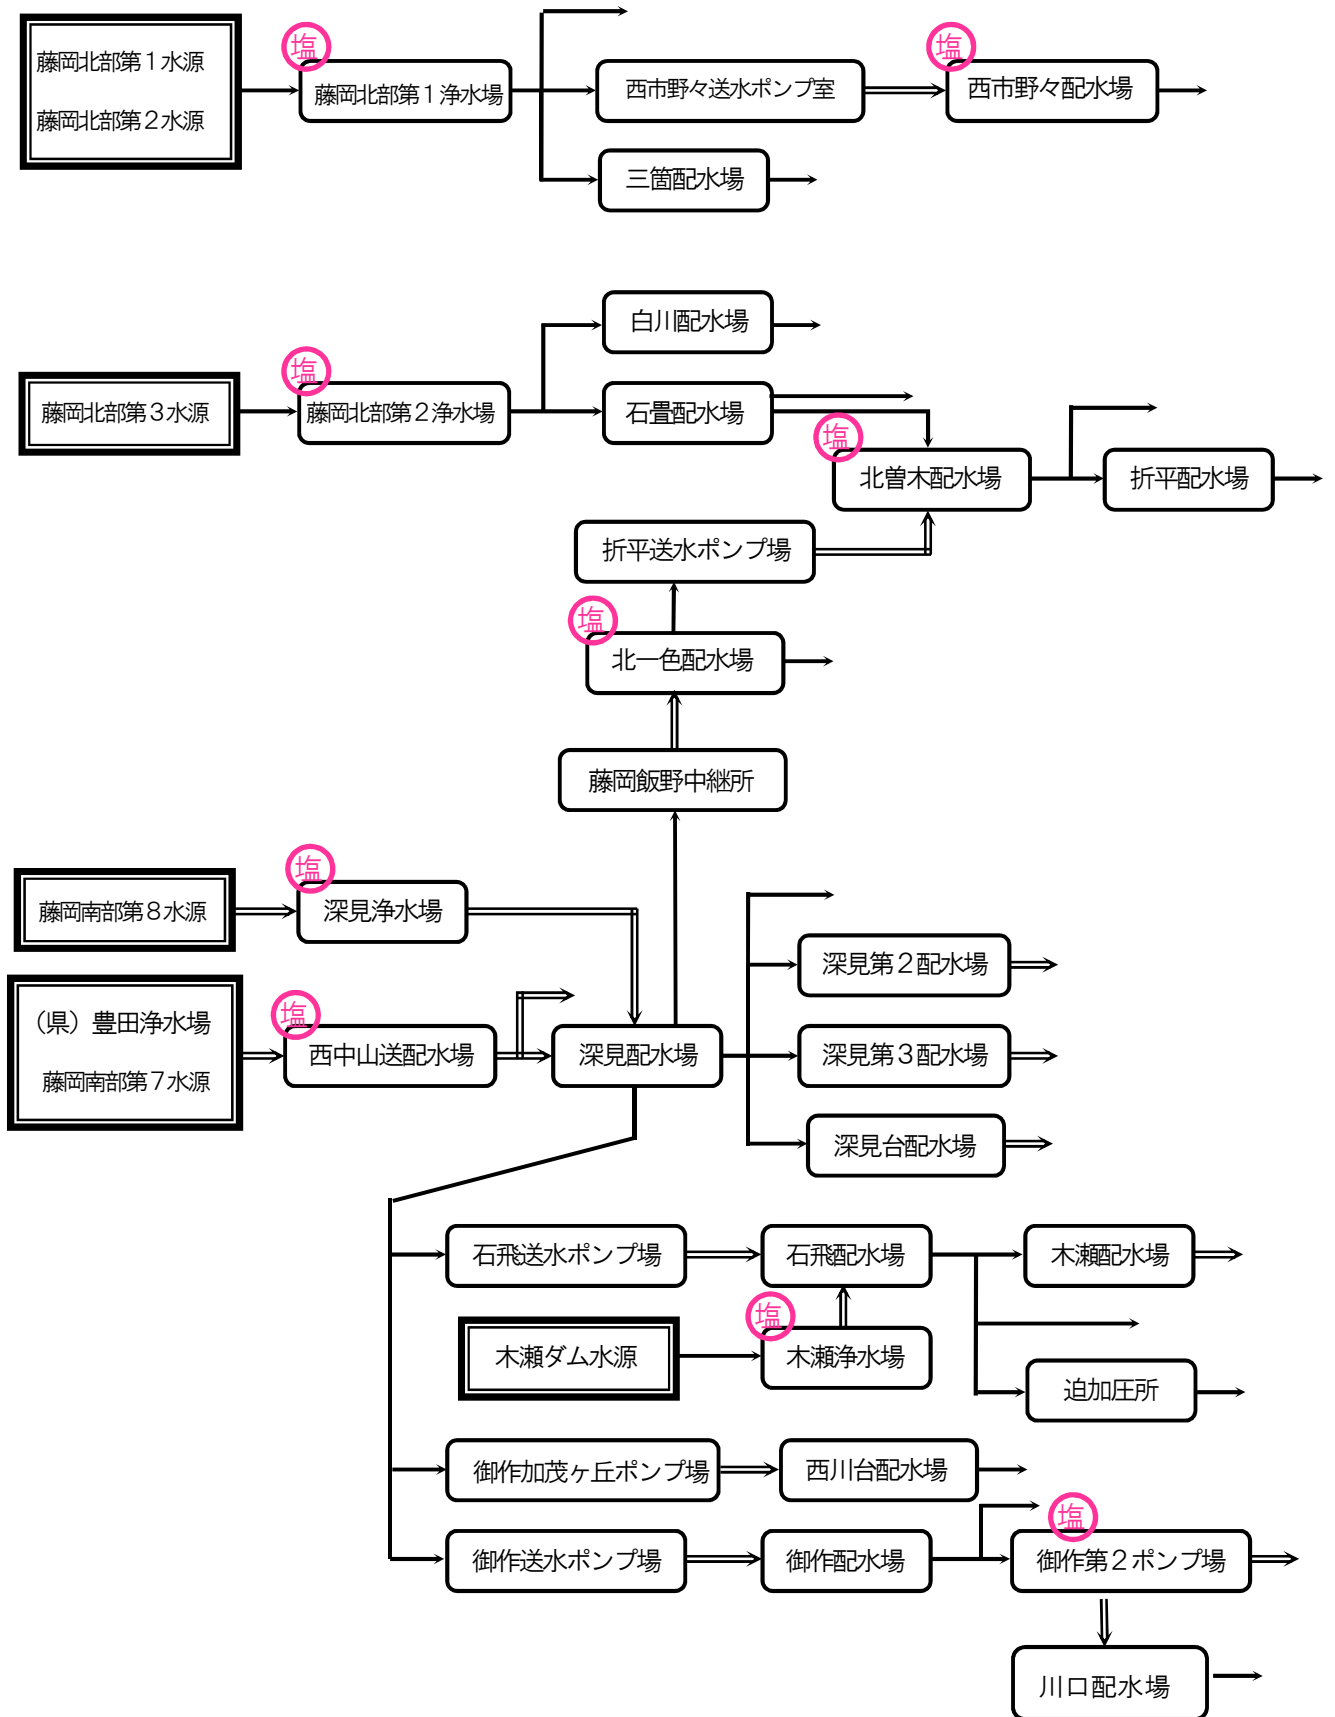 藤岡北部第1水源
藤岡北部第2水源
塩
藤岡北部第1浄水場
西市野々送水ポンプ室
塩
西市野々配水場
三箇配水場
白川配水場
藤岡北部第3水源
塩
藤岡北部第2浄水場
石畳配水場
塩
北曽木配水場
折平配水場
折平送水ポンプ場
塩
北一色配水場
藤岡飯野中継所
藤岡南部第8水源
塩
深見浄水場
深見第2配水場
(県)豊田浄水場
藤岡南部第7水源
塩
西中山送配水場
深見配水場
深見第3配水場
深見台配水場
石飛送水ポンプ場
石飛配水場
木瀬配水場
木瀬ダム水源
塩
木瀬浄水場
迫加圧所
御作加茂ヶ丘ポンプ場
西川台配水場
御作送水ポンプ場
御作配水場
塩
御作第2ポンプ場
川口配水場